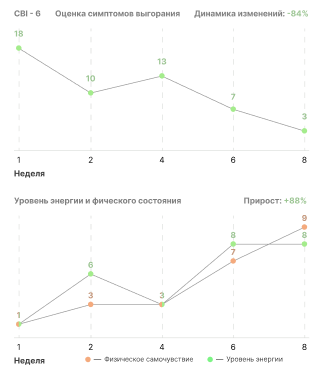 CBI - 6 Оценка симптомов выгорания Динамика изменений: -84%
18
10
13
7
3
1 2 4 6 8
Неделя
Уровень энергии и фического состояния Прирост: +88%
9
8 8
7
6
3 3
1
1 2 4 6 8
Неделя — Физическое самочувствие — Уровень энергии